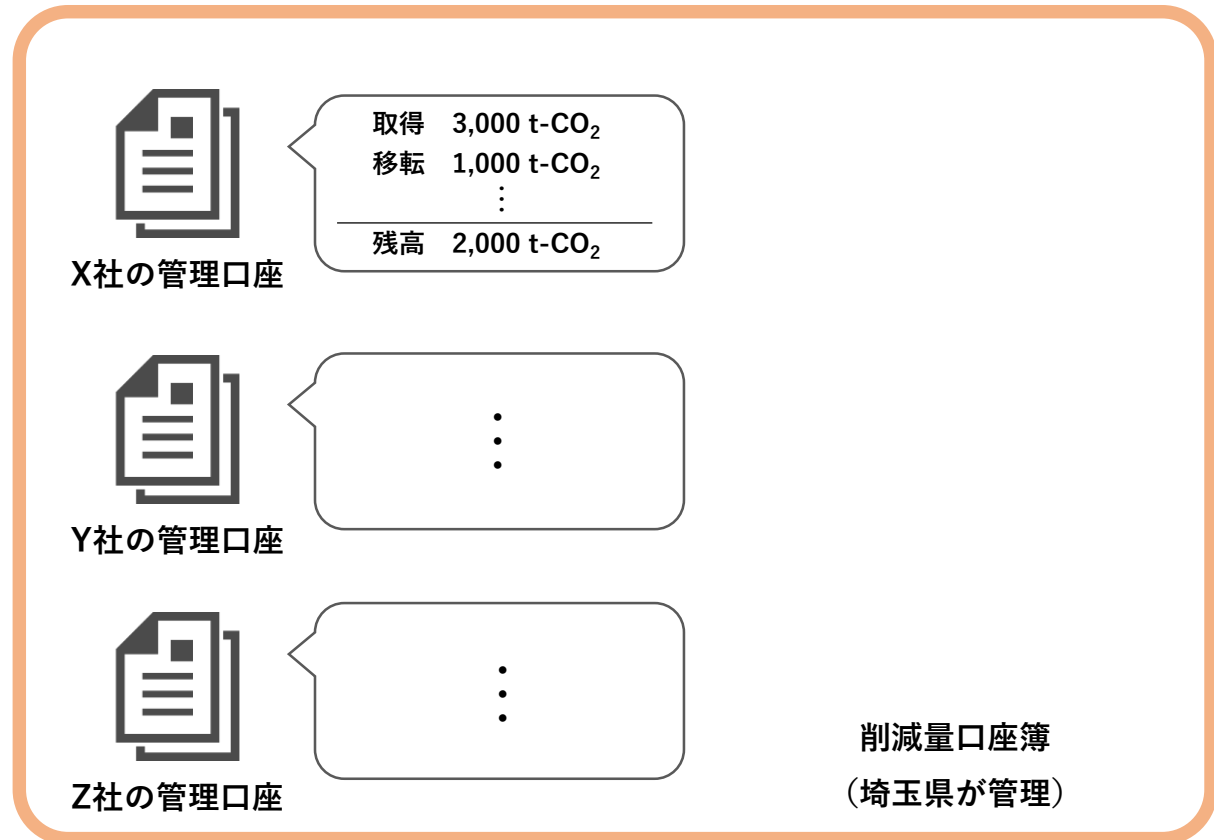 取得 3,000 t-CO₂
移転 1,000 t-CO₂
⋮
残高 2,000 t-CO₂
X社の管理口座
⋮
Y社の管理口座
⋮
Z社の管理口座
削減量口座簿
（埼玉県が管理）